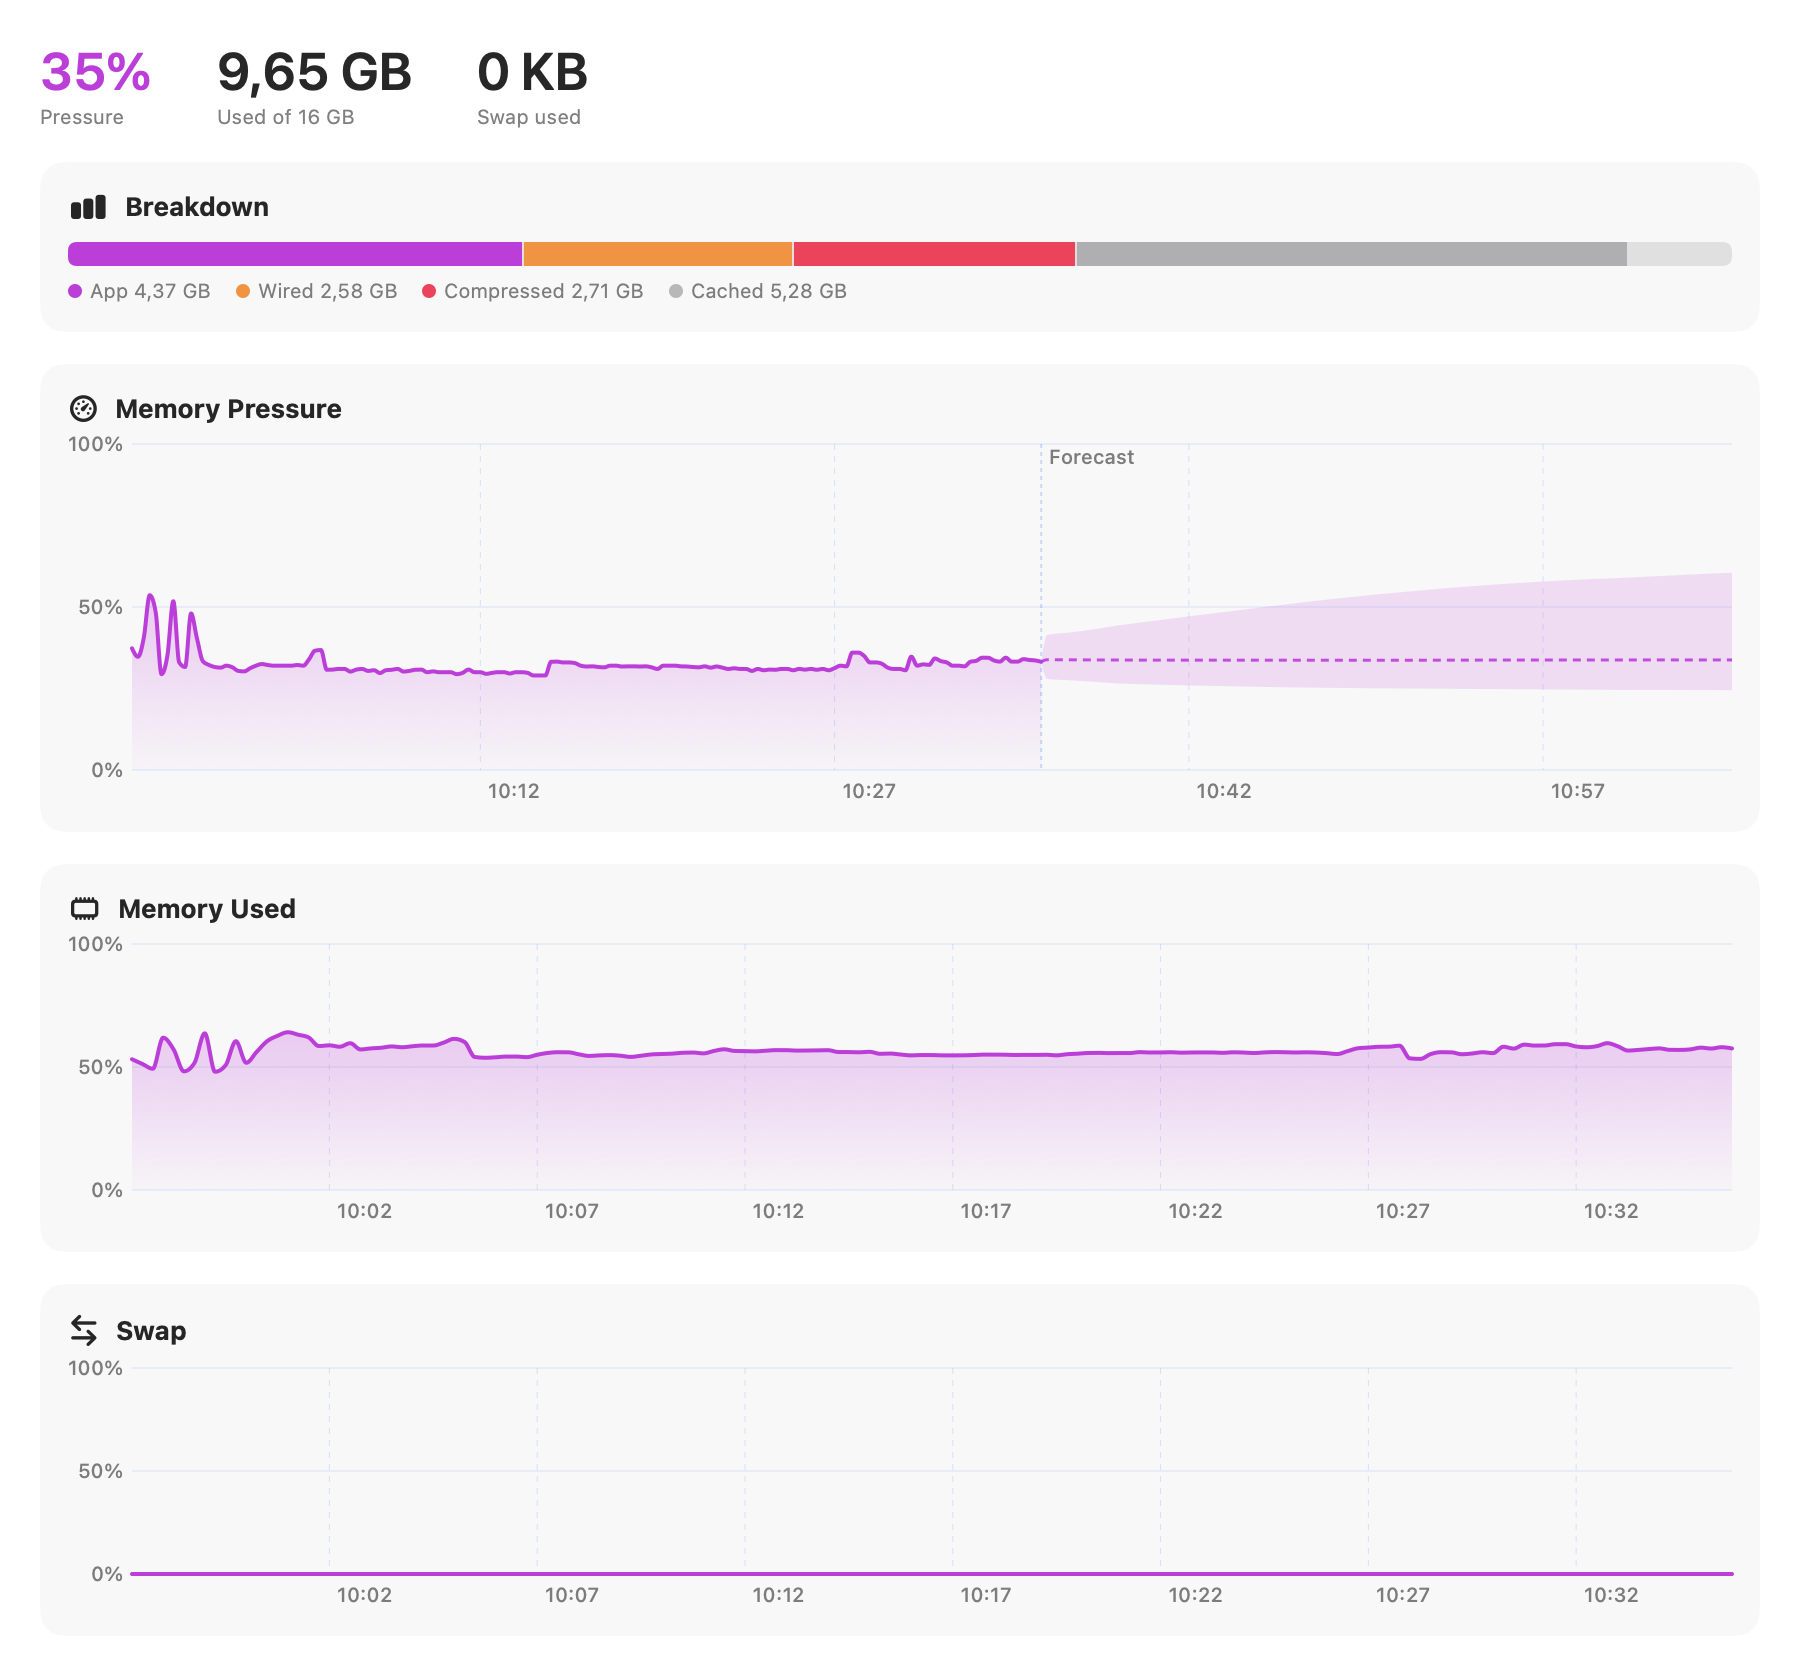 35% 9,65 GB 0 KB
Pressure Used of 16 GB Swap used
Breakdown
App 4,37 GB Wired 2,58 GB Compressed 2,71 GB Cached 5,28 GB
Memory Pressure
100%
Forecast
50%
0%
10:12 10:27 10:42 10:57
Memory Used
100%
50%
0%
10:02 10:07 10:12 10:17 10:22 10:27 10:32
Swap
100%
50%
0%
10:02 10:07 10:12 10:17 10:22 10:27 10:32